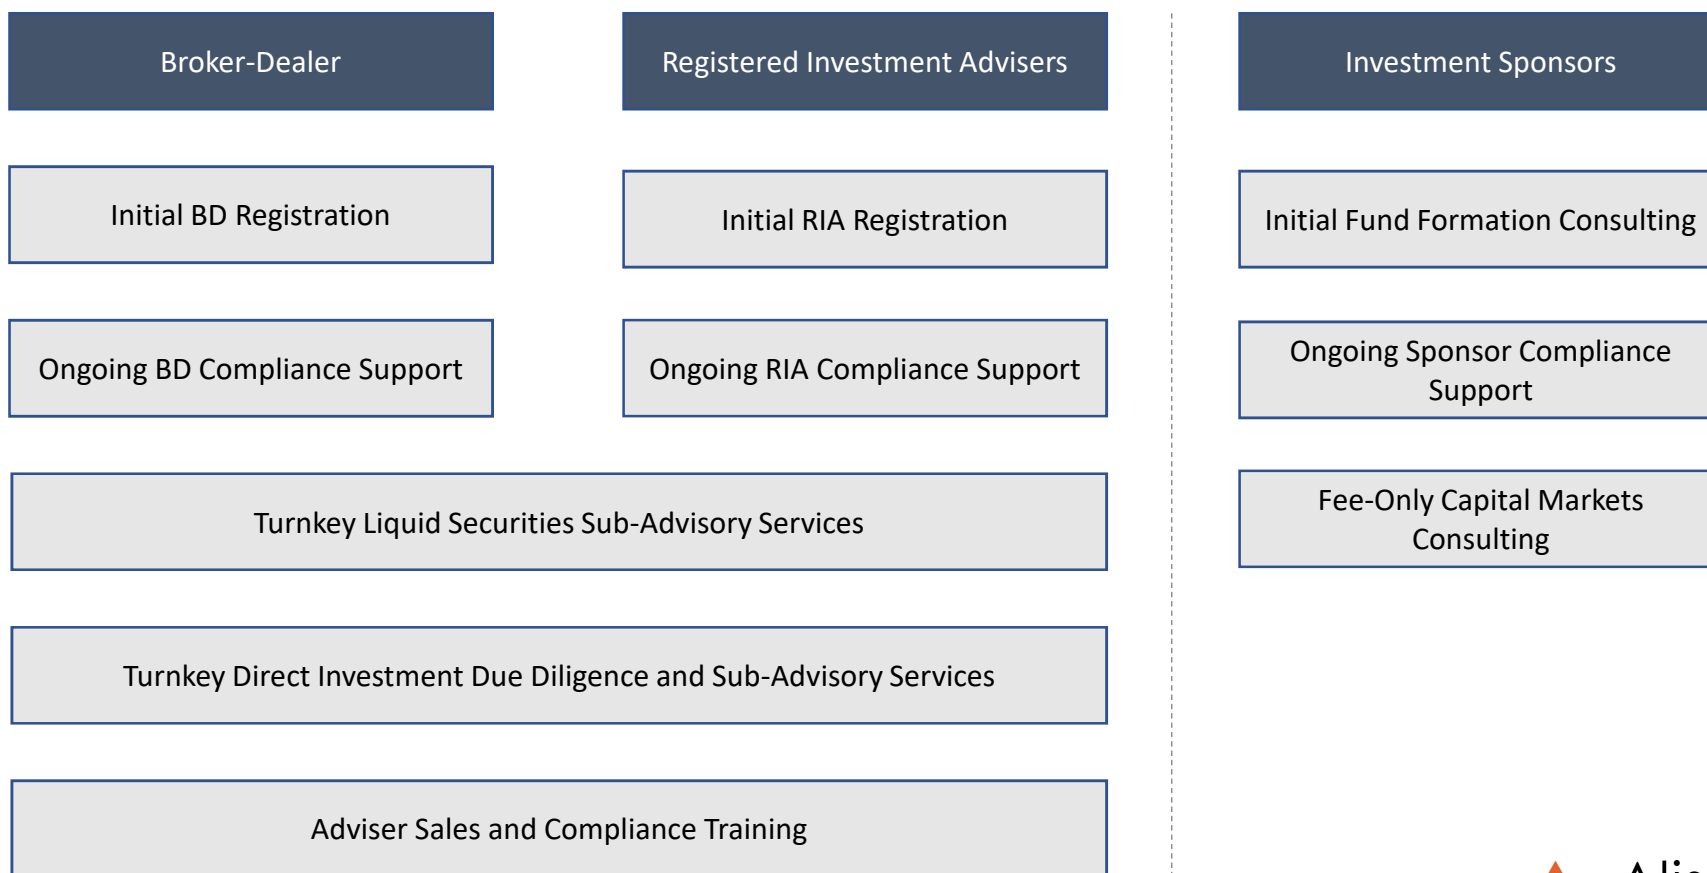 Broker-Dealer
Registered Investment Advisers
Investment Sponsors
Initial BD Registration
Initial RIA Registration
Initial Fund Formation Consulting
Ongoing BD Compliance Support
Ongoing RIA Compliance Support
Ongoing Sponsor Compliance
Support
Turnkey Liquid Securities Sub-Advisory Services
Fee-Only Capital Markets
Consulting
Turnkey Direct Investment Due Diligence and Sub-Advisory Services
Adviser Sales and Compliance Training